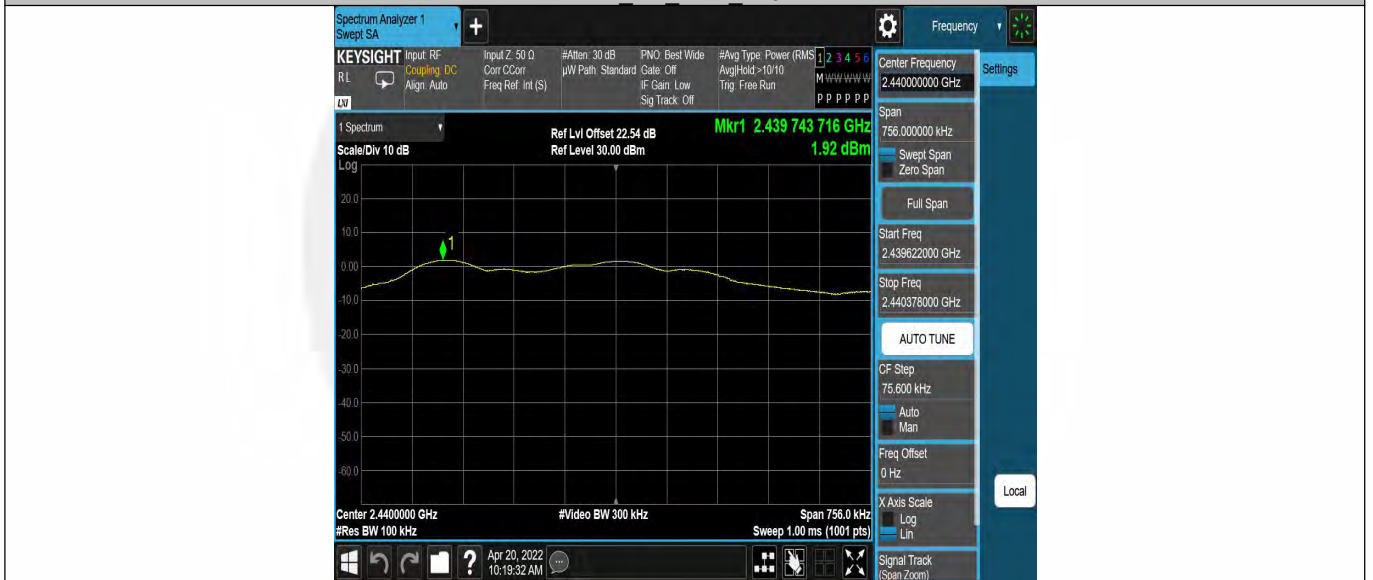 Spectrum Analyzer 1
Swept SA
+
Frequency
KEYSIGHT
RL
LXI
Input: RF
Coupling: DC
Align: Auto
Input Z: 50 Ω
Corr CCorr
Freq Ref: Int (S)
#Atten: 30 dB
µW Path: Standard
PNO: Best Wide
Gate: Off
IF Gain: Low
Sig Track: Off
#Avg Type: Power (RMS
Avg|Hold:>10/10
Trig: Free Run
1 2 3 4 5 6
M W W W W W
P P P P P P
1 Spectrum
Scale/Div 10 dB
Log
Ref Lvl Offset 22.54 dB
Ref Level 30.00 dBm
Mkr1 2.439 743 716 GHz
1.92 dBm
1
20.0
10.0
0.00
-10.0
-20.0
-30.0
-40.0
-50.0
-60.0
Center 2.4400000 GHz
#Res BW 100 kHz
#Video BW 300 kHz
Span 756.0 kHz
Sweep 1.00 ms (1001 pts)
?
Apr 20, 2022
10:19:32 AM
Center Frequency
2.440000000 GHz
Settings
Span
756.000000 kHz
Swept Span
Zero Span
Full Span
Start Freq
2.439622000 GHz
Stop Freq
2.440378000 GHz
AUTO TUNE
CF Step
75.600 kHz
Auto
Man
Freq Offset
0 Hz
X Axis Scale
Log
Lin
Local
Signal Track
(Span Zoom)